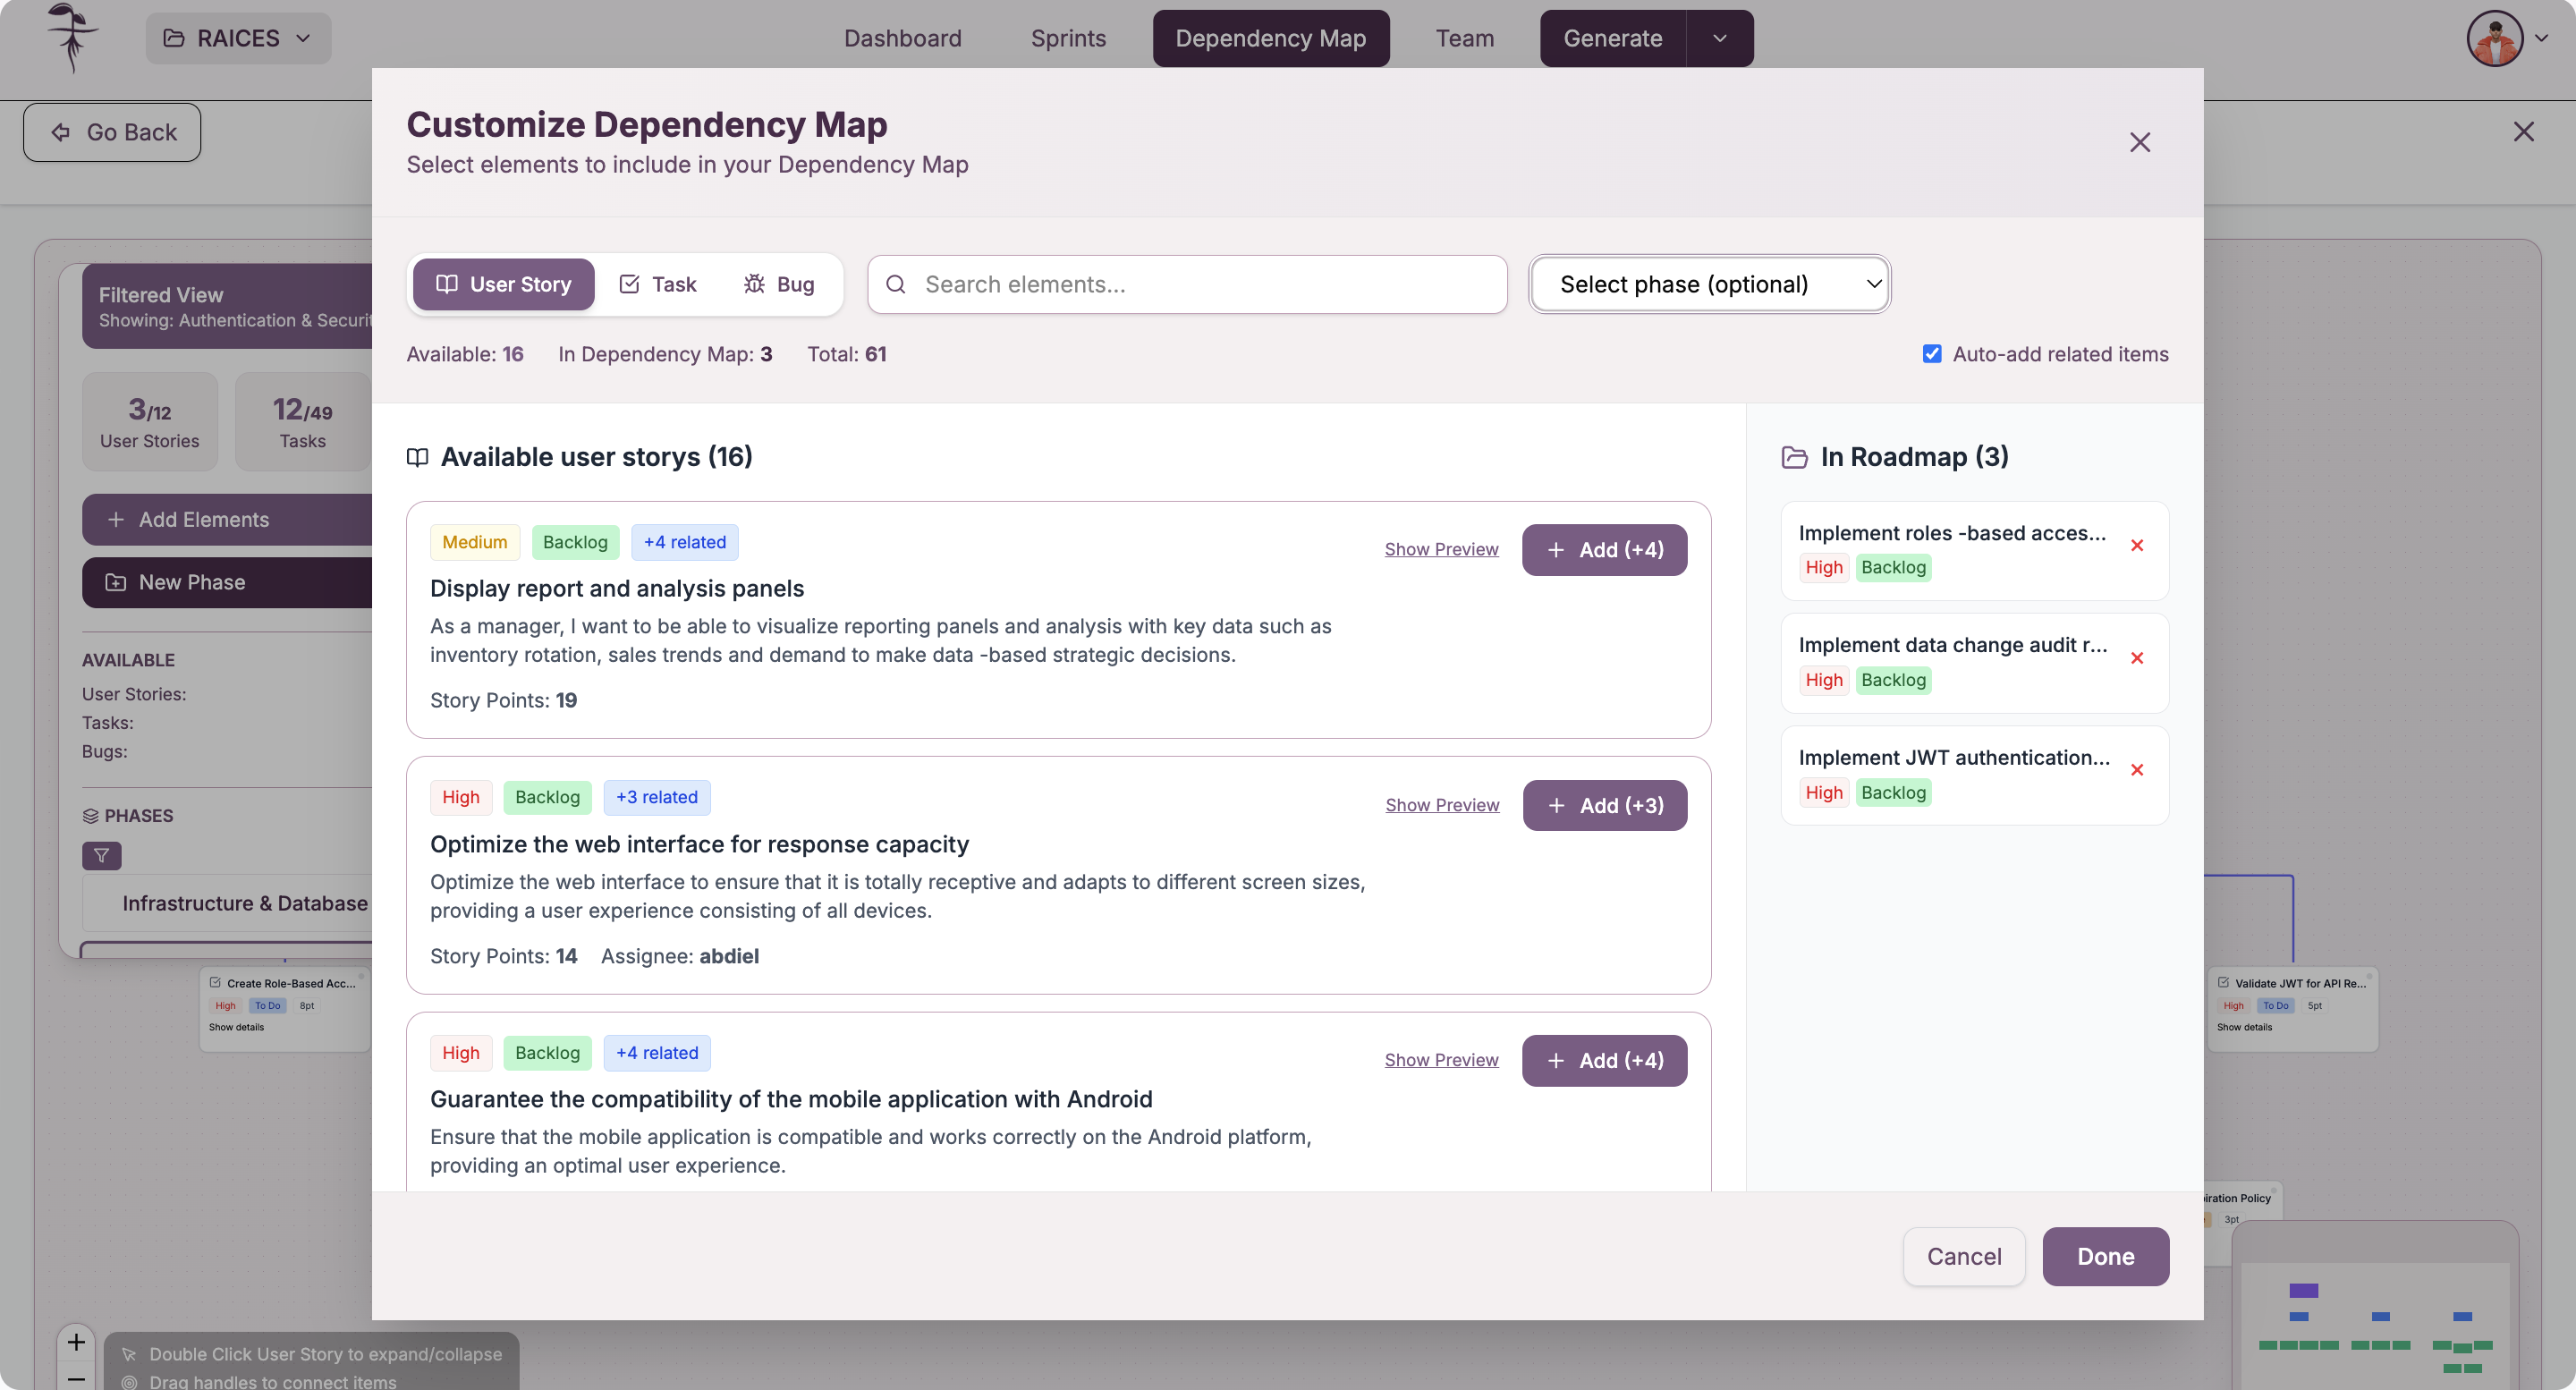 RAICES
Dashboard
Sprints
Dependency Map
Team
Generate
Go Back
Customize Dependency Map
Select elements to include in your Dependency Map
User Story
Task
Bug
Search elements...
Select phase (optional)
Available: 16
In Dependency Map: 3
Total: 61
Auto-add related items
Filtered View
Showing: Authentication &
3/12
User Stories
12/49
Tasks
Add Elements
New Phase
AVAILABLE
User Stories:
Tasks:
Bugs:
PHASES
Infrastructure & Database
Available user storys (16)
Medium
Backlog
+4 related
Show Preview
Add (+4)
Display report and analysis panels
As a manager, I want to be able to visualize reporting panels and analysis with key data such as
inventory rotation, sales trends and demand to make data -based strategic decisions.
Story Points: 19
High
Backlog
+3 related
Show Preview
Add (+3)
Optimize the web interface for response capacity
Optimize the web interface to ensure that it is totally receptive and adapts to different screen sizes,
providing a user experience consisting of all devices.
Story Points: 14
Assignee: abdiel
High
Backlog
+4 related
Show Preview
Add (+4)
Guarantee the compatibility of the mobile application with Android
Ensure that the mobile application is compatible and works correctly on the Android platform,
providing an optimal user experience.
In Roadmap (3)
Implement roles -based acces...
High
Backlog
Implement data change audit r...
High
Backlog
Implement JWT authentication...
High
Backlog
Create Role-Based Acc...
High
To Do
8pt
Show details
Validate JWT for API Re...
High
To Do
5pt
Show details
Policy
3pt
Cancel
Done
Double Click User Story to expand/collapse
Drag handles to connect items